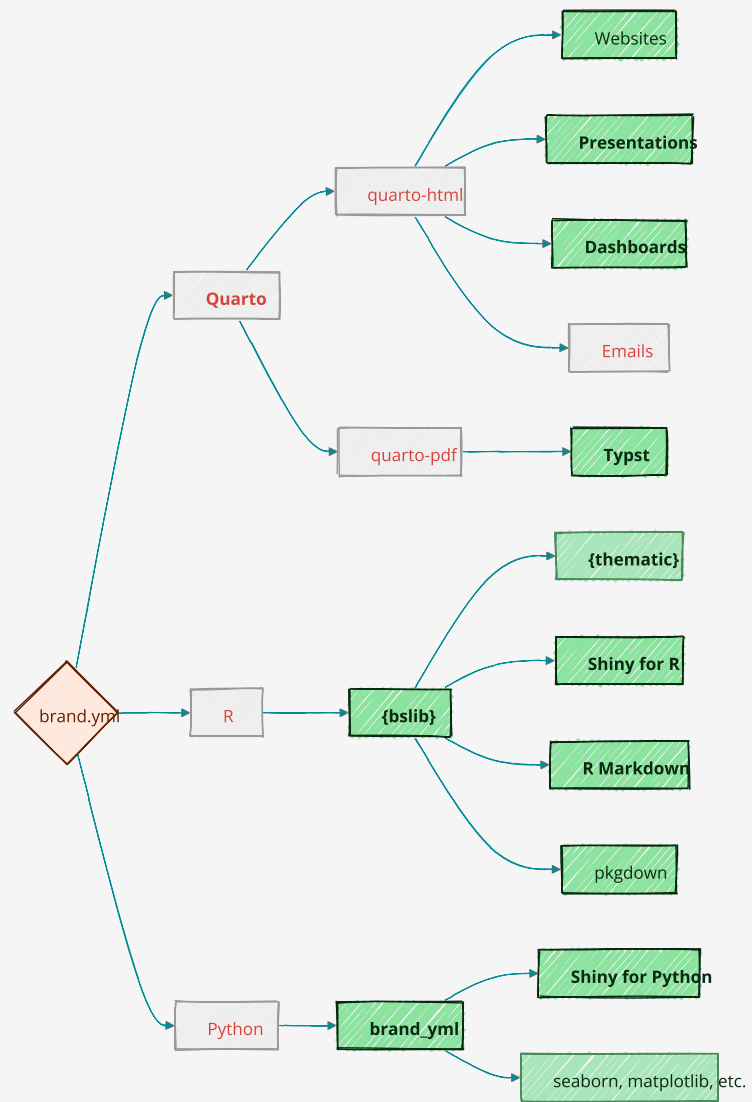 Websites
Presentations
quarto-html
Dashboards
Quarto
Emails
quarto-pdf
Typst
{thematic}
Shiny for R
brand.yml
R
{bslib}
R Markdown
pkgdown
Shiny for Python
Python
brand_yml
seaborn, matplotlib, etc.